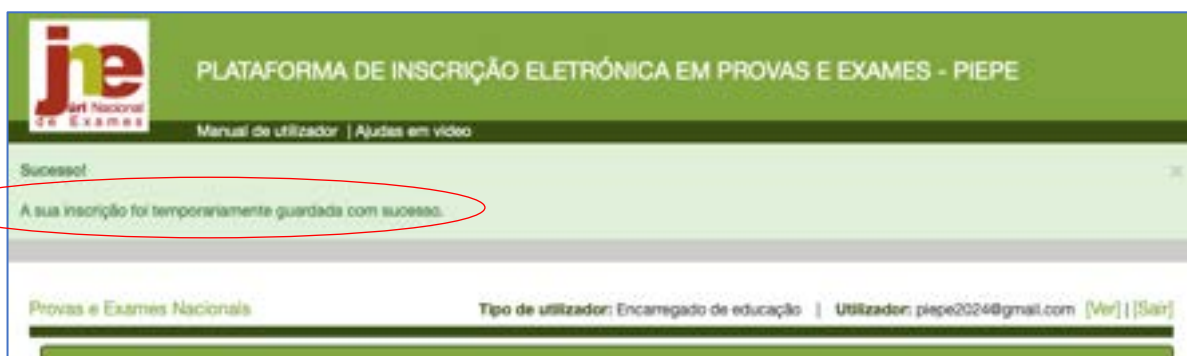 jne
Júri Nacional
de Exames
PLATAFORMA DE INSCRIÇÃO ELETRÓNICA EM PROVAS E EXAMES - PIEPE
Manual de utilizador | Ajudas em vídeo
Sucesso!
×
A sua inscrição foi temporariamente guardada com sucesso.
Provas e Exames Nacionais
Tipo de utilizador: Encarregado de educação | Utilizador: piepe2024@gmail.com [Ver] | [Sair]